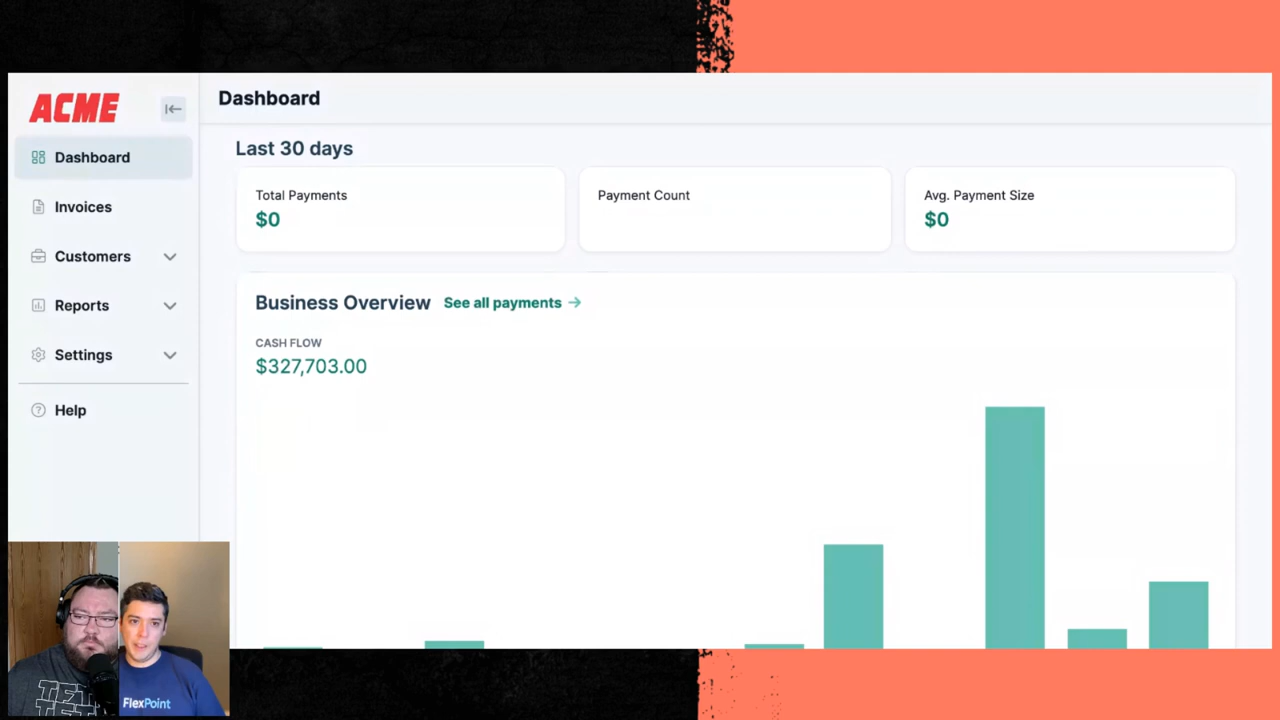 ACME
Dashboard
Invoices
Customers
Reports
Settings
Help
Dashboard
Last 30 days
Total Payments
$0
Payment Count
Avg. Payment Size
$0
Business Overview
See all payments →
CASH FLOW
$327,703.00
FlexPoint